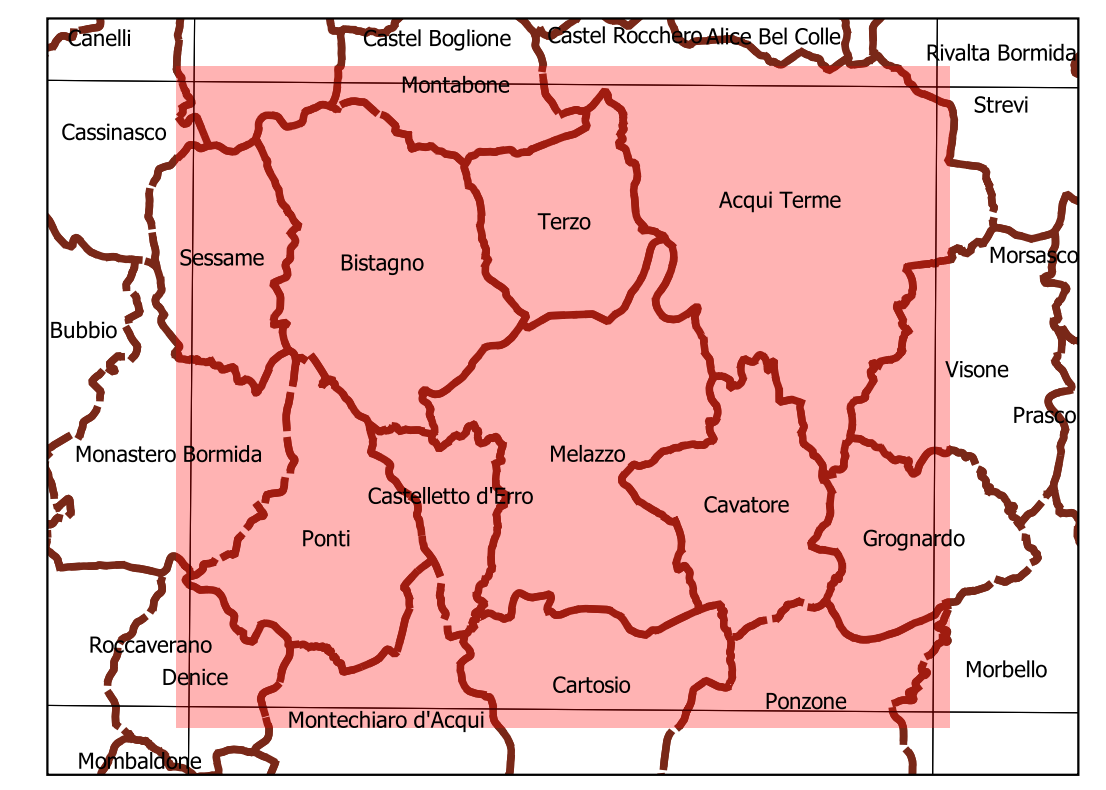 Canelli
Castel Boglione
Castel Rocchero
Alice Bel Colle
Rivalta Bormida
Montabone
Strevi
Cassinasco
Acqui Terme
Terzo
Sessame
Bistagno
Morsasco
Bubbio
Visone
Prasco
Monastero Bormida
Melazzo
Castelletto d'Erro
Cavatore
Ponti
Grognardo
Roccaverano
Denice
Cartosio
Morbello
Ponzone
Montechiaro d'Acqui
Mombaldone